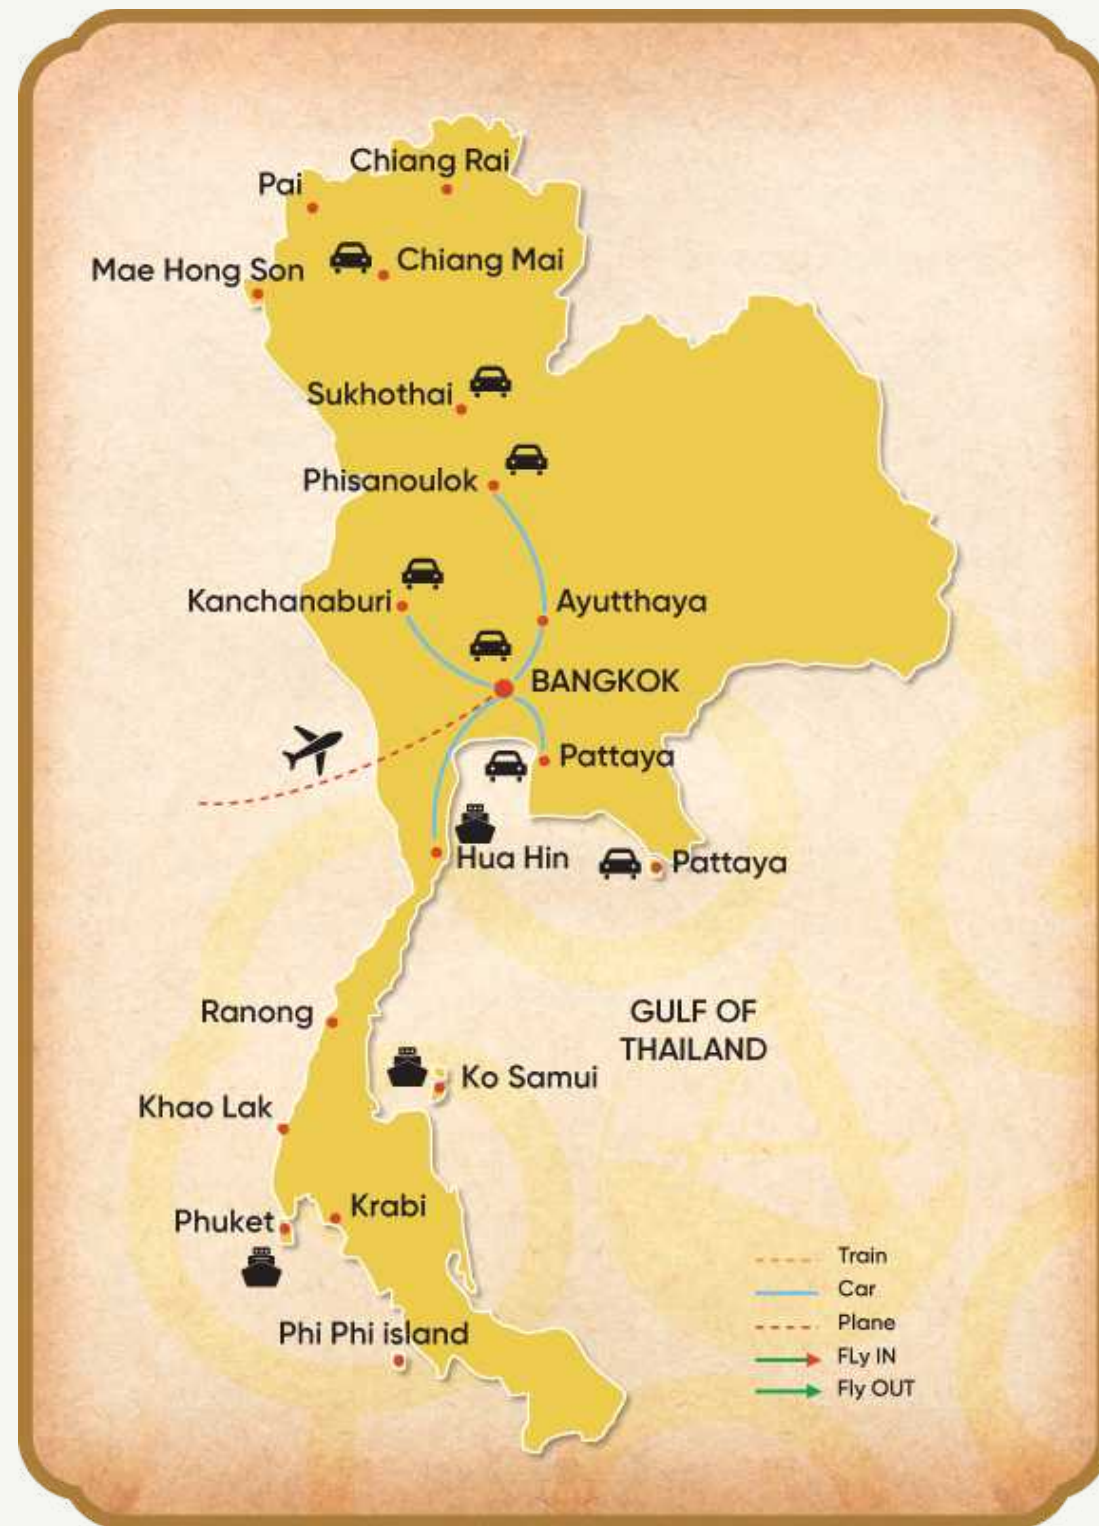 Chiang Rai
Pai
Chiang Mai
Mae Hong Son
Sukhothai
Phisanoulok
Kanchanaburi
Ayutthaya
BANGKOK
Pattaya
Hua Hin
Pattaya
Ranong
GULF OF
THAILAND
Ko Samui
Khao Lak
Krabi
Phuket
Phi Phi island
Train
Car
Plane
FLy IN
Fly OUT